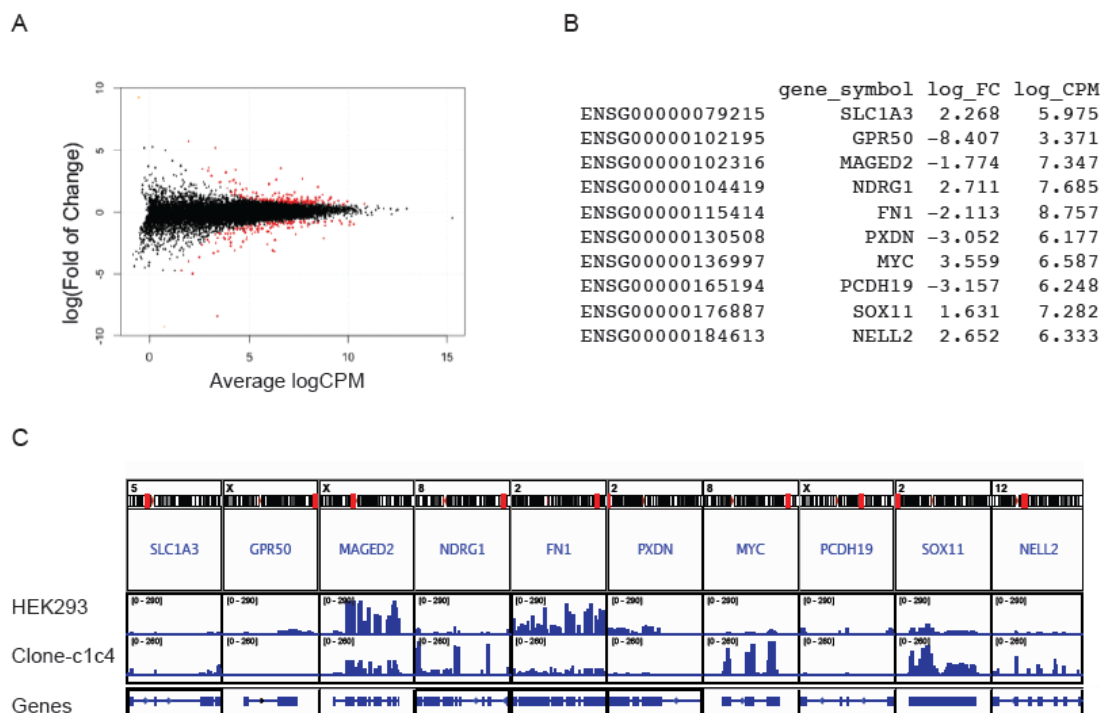 A
B
10
5
0
-5
-10
log(Fold of Change)
0 5 10 15
Average logCPM
gene_symbol log_FC log_CPM
ENSG00000079215 SLC1A3 2.268 5.975
ENSG00000102195 GPR50 −8.407 3.371
ENSG00000102316 MAGED2 −1.774 7.347
ENSG00000104419 NDRG1 2.711 7.685
ENSG00000115414 FN1 −2.113 8.757
ENSG00000130508 PXDN −3.052 6.177
ENSG00000136997 MYC 3.559 6.587
ENSG00000165194 PCDH19 −3.157 6.248
ENSG00000176887 SOX11 1.631 7.282
ENSG00000184613 NELL2 2.652 6.333
C
5 X X 8 2 2 8 X 2 12
SLC1A3 GPR50 MAGED2 NDRG1 FN1 PXDN MYC PCDH19 SOX11 NELL2
HEK293
[0 - 290] [0 - 290] [0 - 290] [0 - 290] [0 - 290] [0 - 290] [0 - 290] [0 - 290] [0 - 290] [0 - 290]
Clone-c1c4
[0 - 260] [0 - 260] [0 - 260] [0 - 260] [0 - 260] [0 - 260] [0 - 260] [0 - 260] [0 - 260] [0 - 260]
Genes